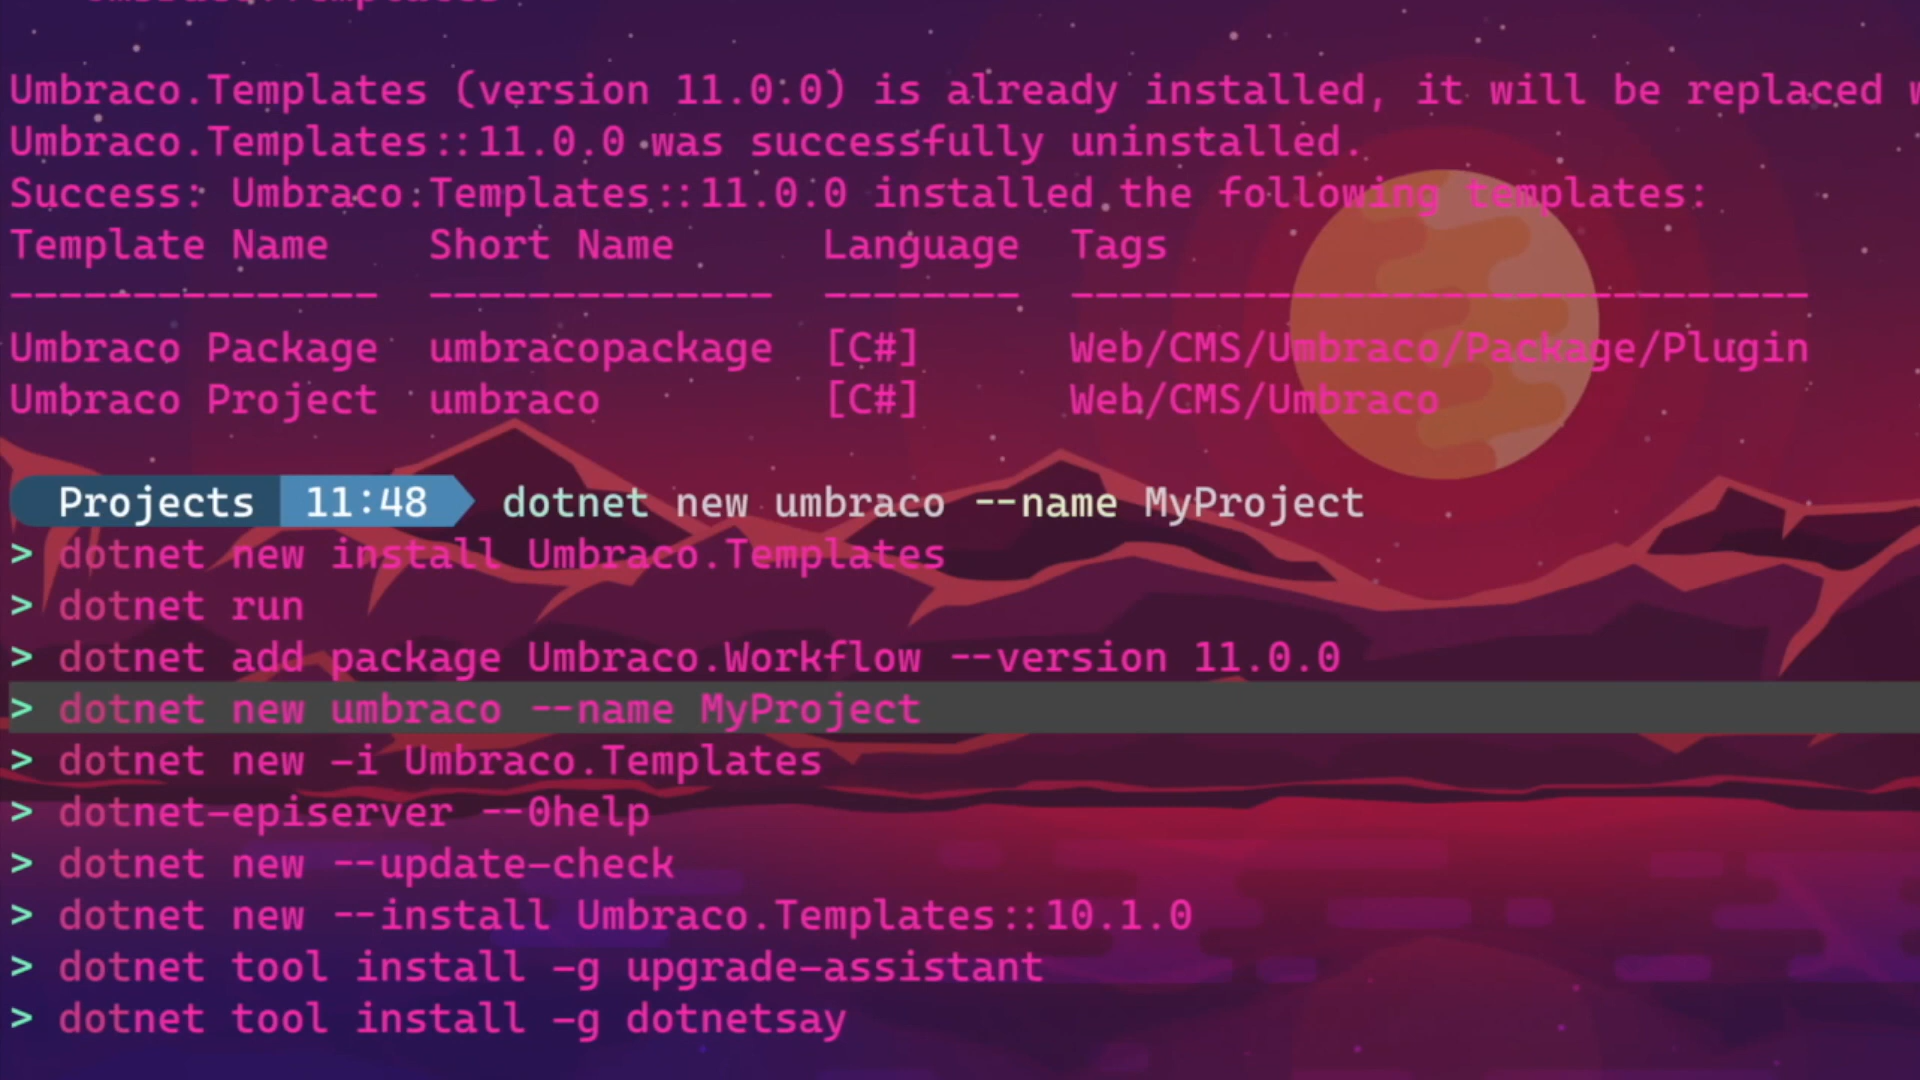 Umbraco.Templates
Umbraco.Templates (version 11.0.0) is already installed, it will be replaced
Umbraco.Templates::11.0.0 was successfully uninstalled.
Success: Umbraco.Templates::11.0.0 installed the following templates:
Template Name Short Name Language Tags
--------------- -------------- -------- ------------------------------
Umbraco Package umbracopackage [C#] Web/CMS/Umbraco/Package/Plugin
Umbraco Project umbraco [C#] Web/CMS/Umbraco
Projects 11:48 dotnet new umbraco --name MyProject
> dotnet new install Umbraco.Templates
> dotnet run
> dotnet add package Umbraco.Workflow --version 11.0.0
> dotnet new umbraco --name MyProject
> dotnet new -i Umbraco.Templates
> dotnet-episerver --0help
> dotnet new --update-check
> dotnet new --install Umbraco.Templates::10.1.0
> dotnet tool install -g upgrade-assistant
> dotnet tool install -g dotnetsay